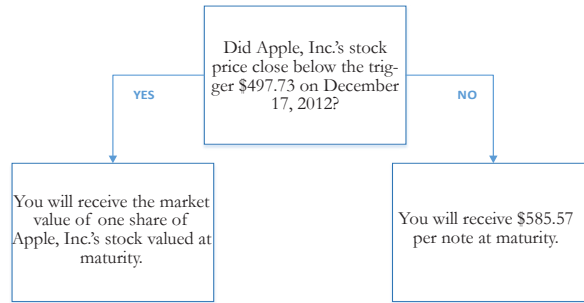 Did Apple, Inc.'s stock
price close below the trig-
ger $497.73 on December
17, 2012?
YES
NO
You will receive the market
value of one share of
Apple, Inc.'s stock valued at
maturity.
You will receive $585.57
per note at maturity.